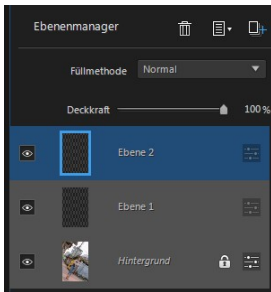 Ebenenmanager
Füllmethode Normal
Deckkraft 100 %
Ebene 2
Ebene 1
Hintergrund